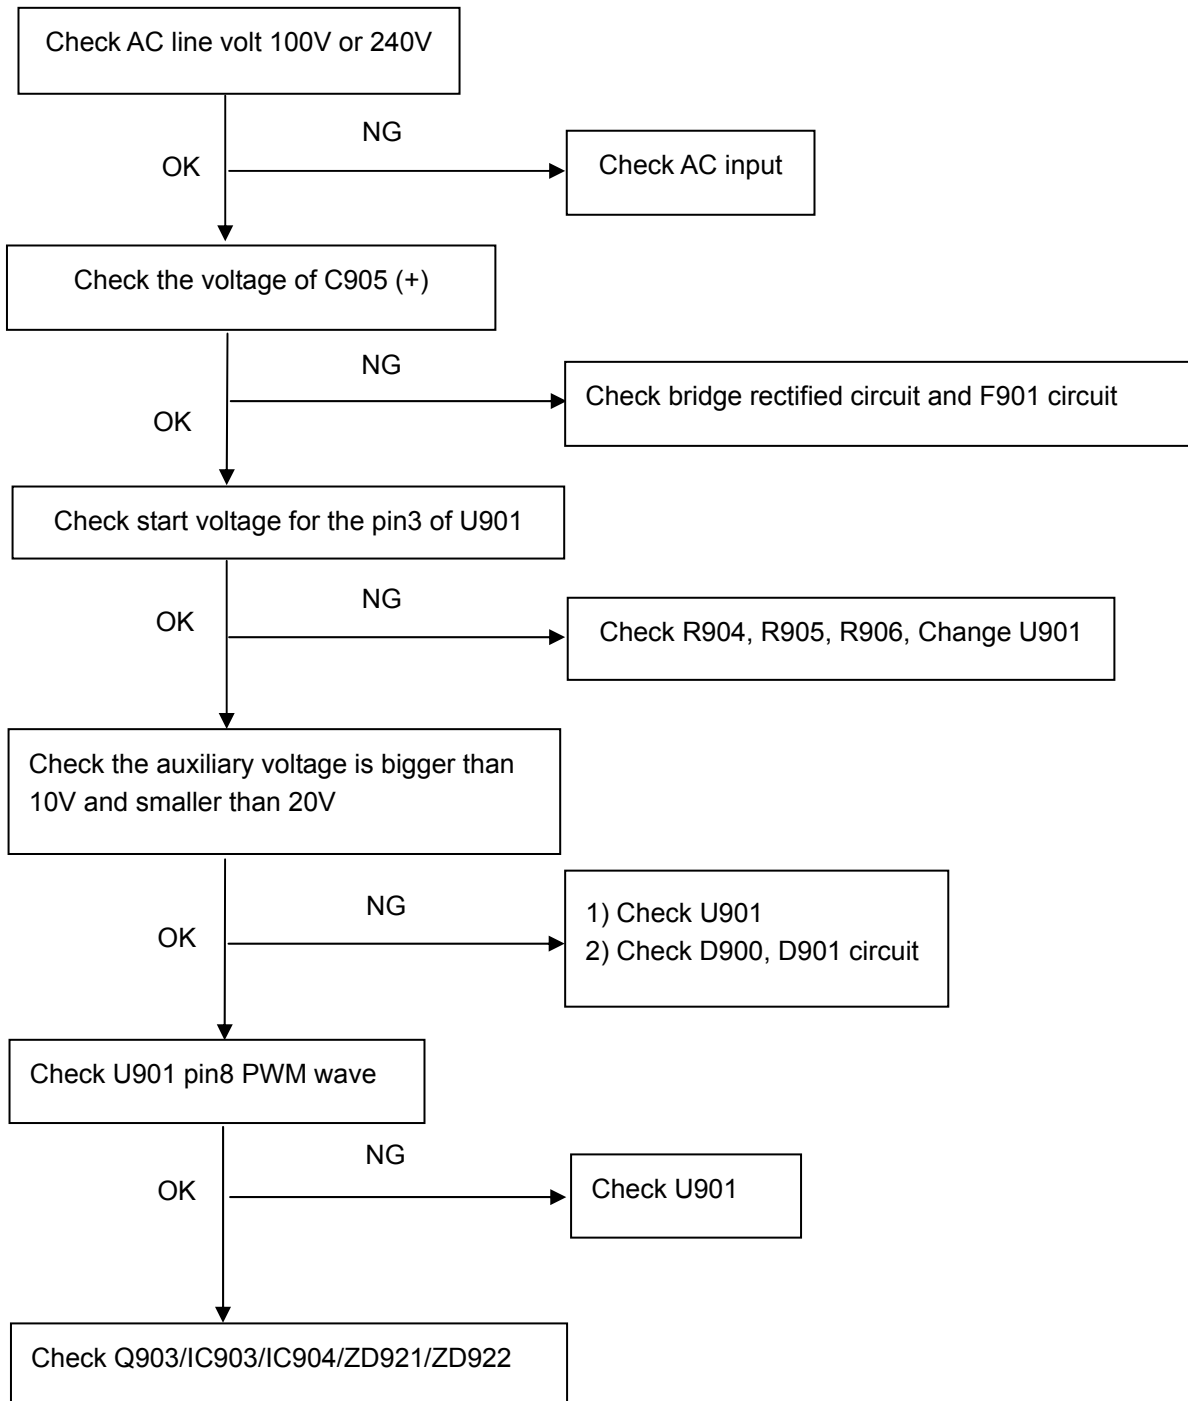 Check AC line volt 100V or 240V
NG
OK
Check AC input
Check the voltage of C905 (+)
NG
OK
Check bridge rectified circuit and F901 circuit
Check start voltage for the pin3 of U901
NG
OK
Check R904, R905, R906, Change U901
Check the auxiliary voltage is bigger than
10V and smaller than 20V
NG
OK
1) Check U901
2) Check D900, D901 circuit
Check U901 pin8 PWM wave
NG
OK
Check U901
Check Q903/IC903/IC904/ZD921/ZD922